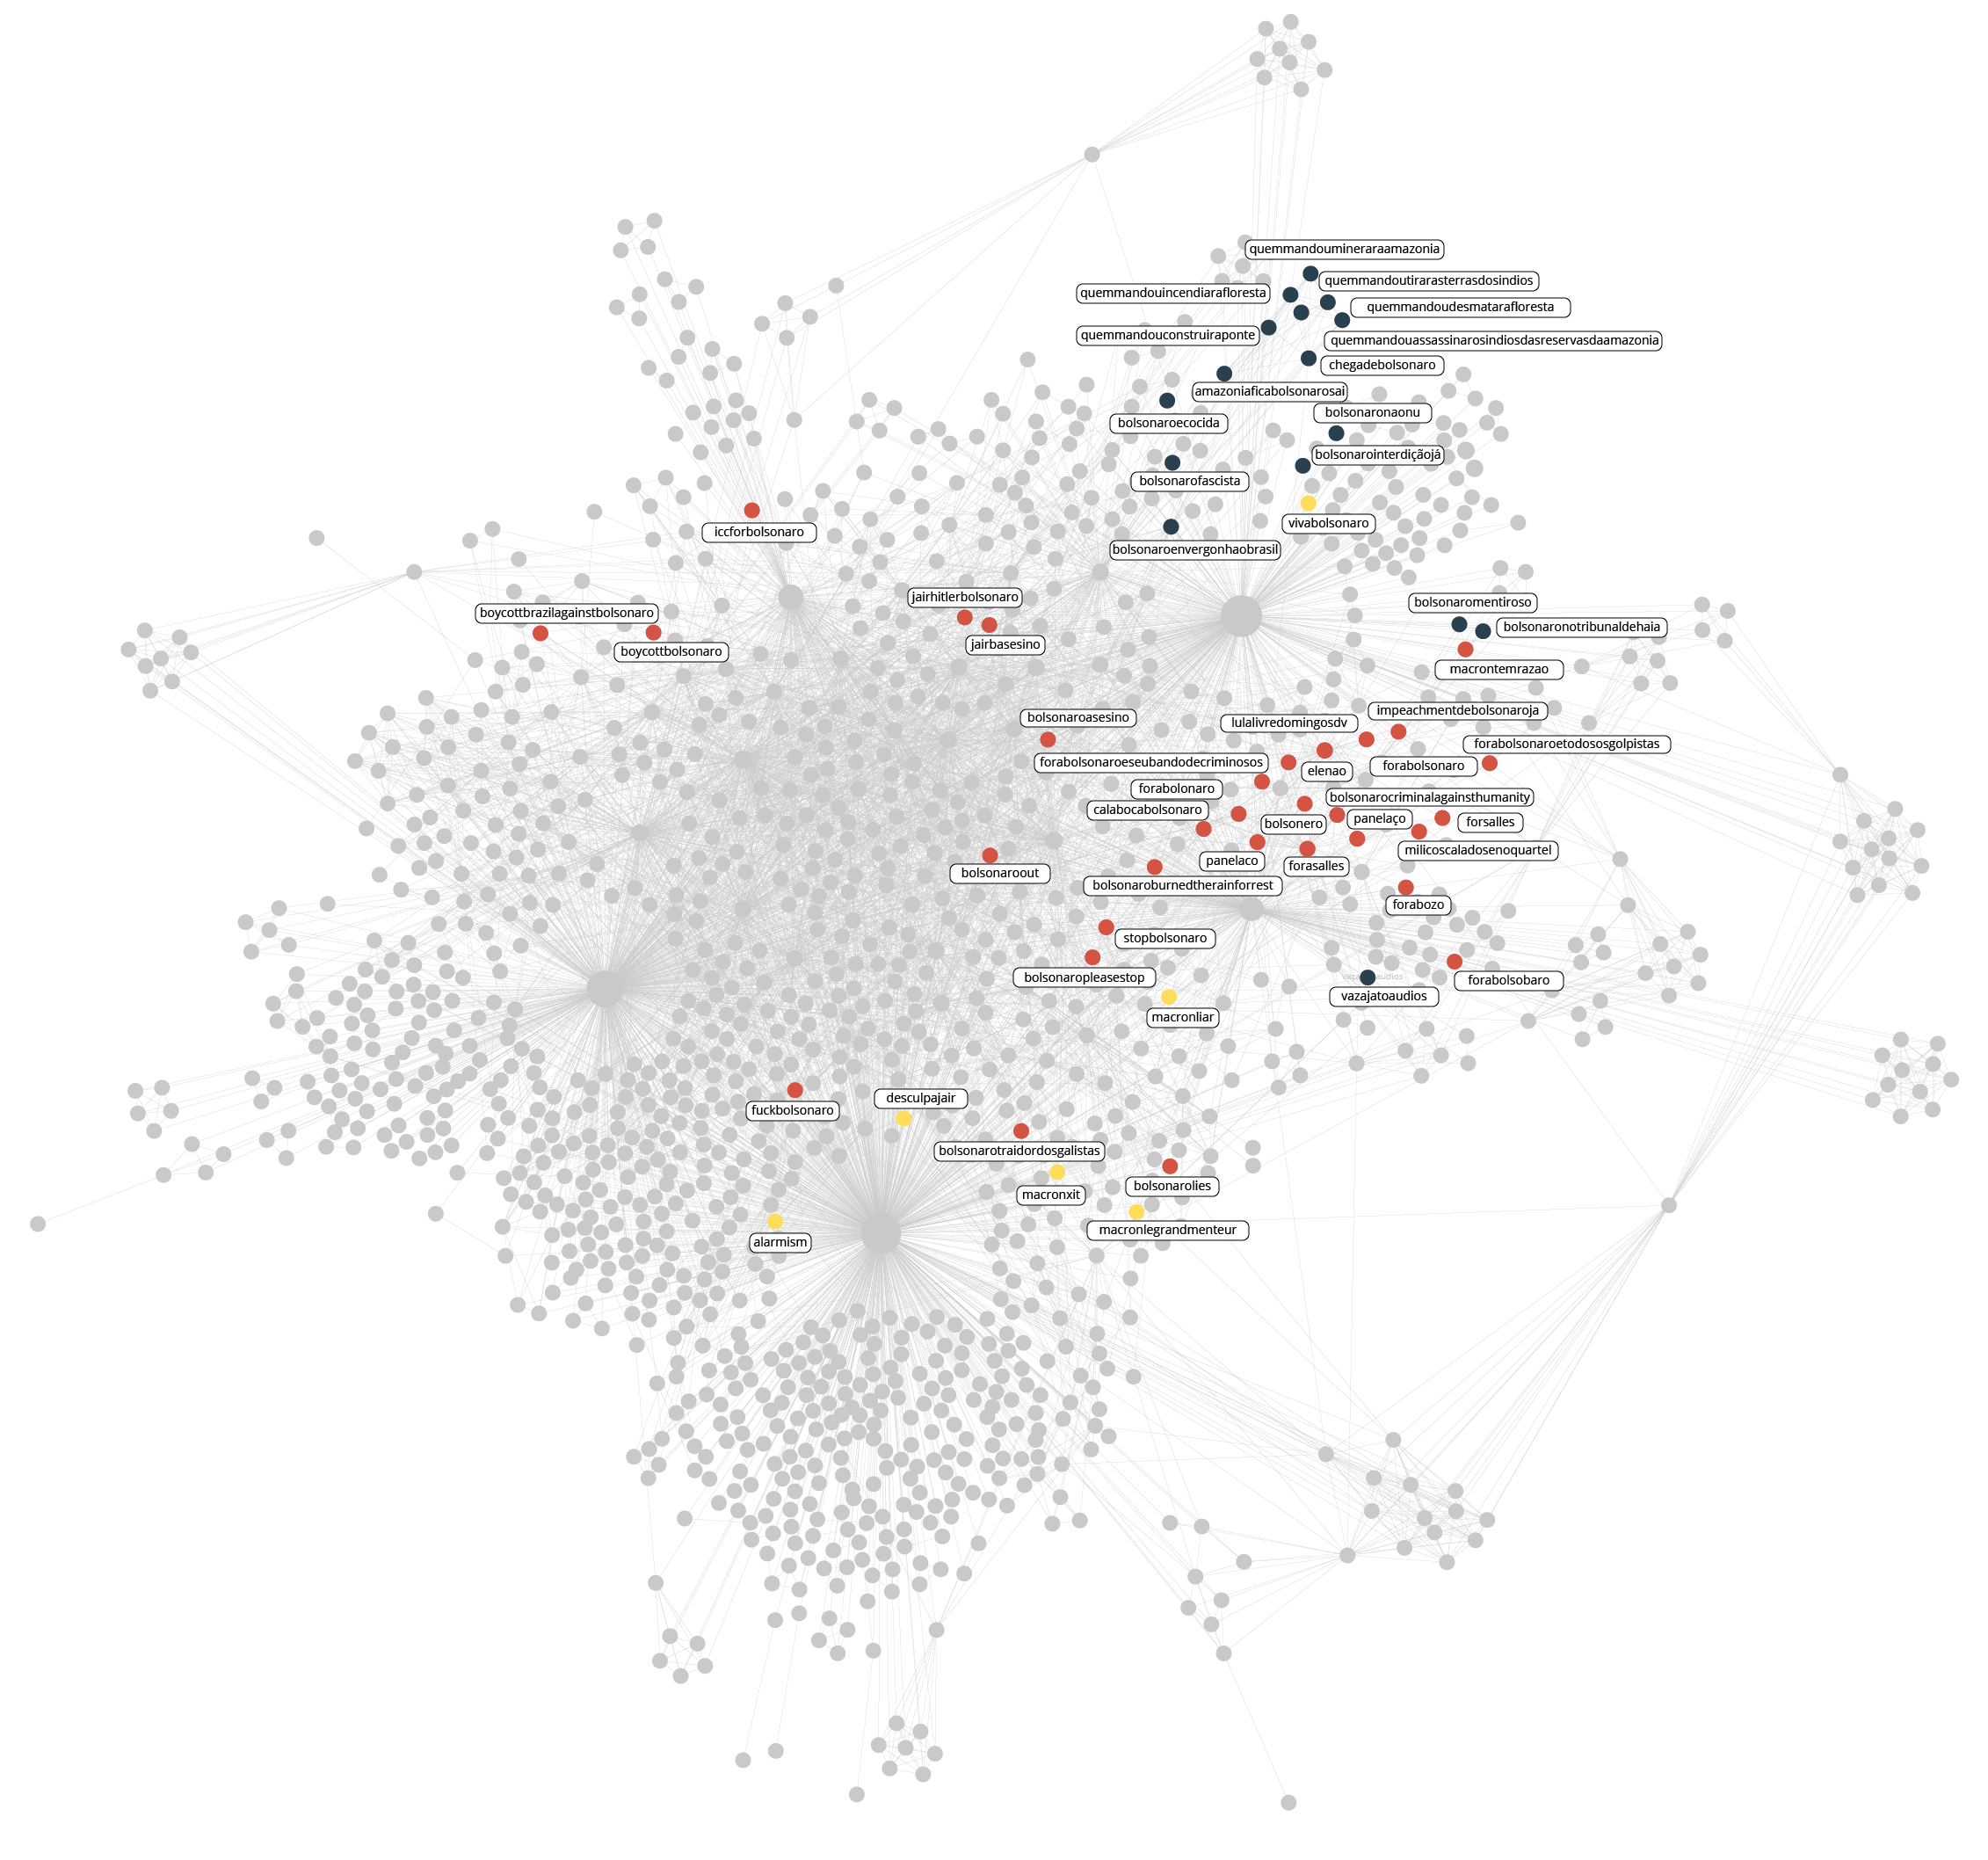 quemmandoumineraraamazonia
quemmandoutirarasterrasdosindios
quemmandouincendiarafloresta
quemmandoudesmatarafloresta
quemmandouconstruiraponte
quemmandouassassinarosindiosdasreservasdaamazonia
chegadebolsonaro
amazoniaficabolsonarosai
bolsonaronaonu
bolsonaroecocida
bolsonarointerdiçãojá
bolsonarofascista
vivabolsonaro
iccforbolsonaro
bolsonaroenvergonhaobrasil
jairhitlerbolsonaro
bolsonaromentiroso
boycottbrazilagainstbolsonaro
bolsonaronotribunaldehaia
jairbasesino
boycottbolsonaro
macrontemrazao
impeachmentdebolsonaroja
bolsonaroasesino
lulalivredomingosdv
forabolsonaroetodososgolpistas
forabolsonaroeseubandodecriminosos
forabolsonaro
elenao
forabolonaro
bolsonarocriminalagainsthumanity
calabocabolsonaro
panelaço
forsalles
bolsonero
milicoscaladosenoquartel
panelaco
forasalles
bolsonaroout
bolsonaroburnedtherainforrest
forabozo
stopbolsonaro
bolsonaropleasestop
vazajatoaudios
forabolsobaro
vazajatoaudios
macronliar
desculpajair
fuckbolsonaro
bolsonarotraidordosgalistas
bolsonarolies
macronxit
macronlegrandmenteur
alarmism